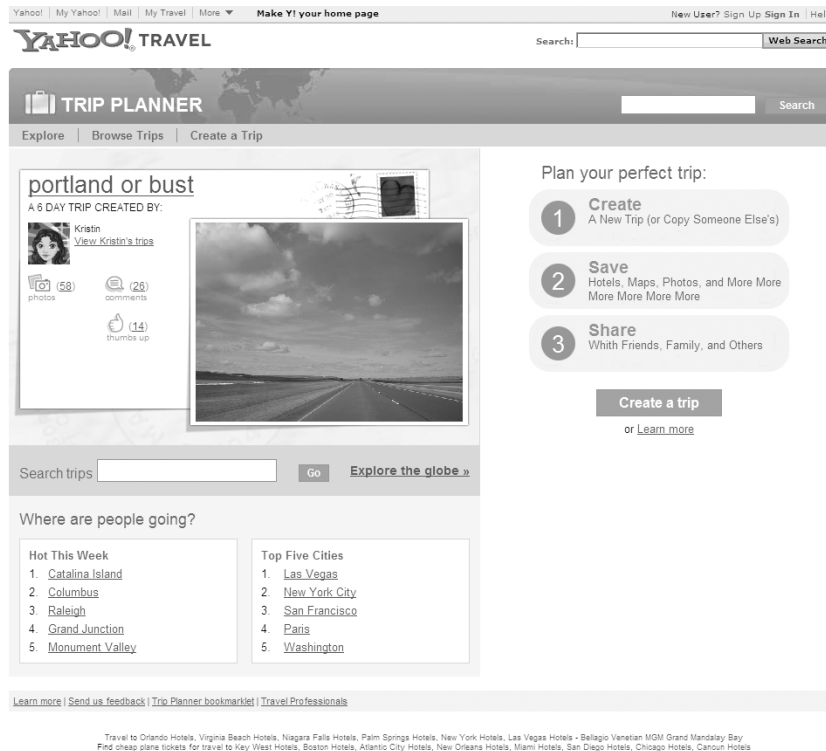 Yahoo! | My Yahoo! | Mail | My Travel | More ▼ Make Y! your home page New User? Sign Up Sign In | Hel
YAHOO! TRAVEL
Search: Web Search
TRIP PLANNER
Search
Explore | Browse Trips | Create a Trip
portland or bust
A 6 DAY TRIP CREATED BY:
Kristin
View Kristin's trips
(58)
photos
(26)
comments
(14)
thumbs up
Plan your perfect trip:
1 Create
A New Trip (or Copy Someone Else's)
2 Save
Hotels, Maps, Photos, and More More
More More More More
3 Share
Whith Friends, Family, and Others
Create a trip
or Learn more
Search trips Go Explore the globe »
Where are people going?
Hot This Week
1. Catalina Island
2. Columbus
3. Raleigh
4. Grand Junction
5. Monument Valley
Top Five Cities
1. Las Vegas
2. New York City
3. San Francisco
4. Paris
5. Washington
Learn more | Send us feedback | Trip Planner bookmarklet | Travel Professionals
Travel to Orlando Hotels, Virginia Beach Hotels, Niagara Falls Hotels, Palm Springs Hotels, New York Hotels, Las Vegas Hotels - Bellagio Venetian MGM Grand Mandalay Bay
Find cheap plane tickets for travel to Key West Hotels, Boston Hotels, Atlantic City Hotels, New Orleans Hotels, Miami Hotels, San Diego Hotels, Chicago Hotels, Cancun Hotels